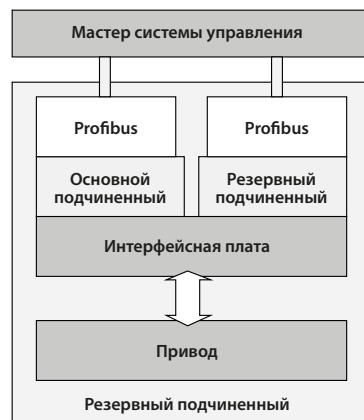 Мастер системы управления
Profibus
Profibus
Основной
подчиненный
Резервный
подчиненный
Интерфейсная плата
Привод
Резервный подчиненный